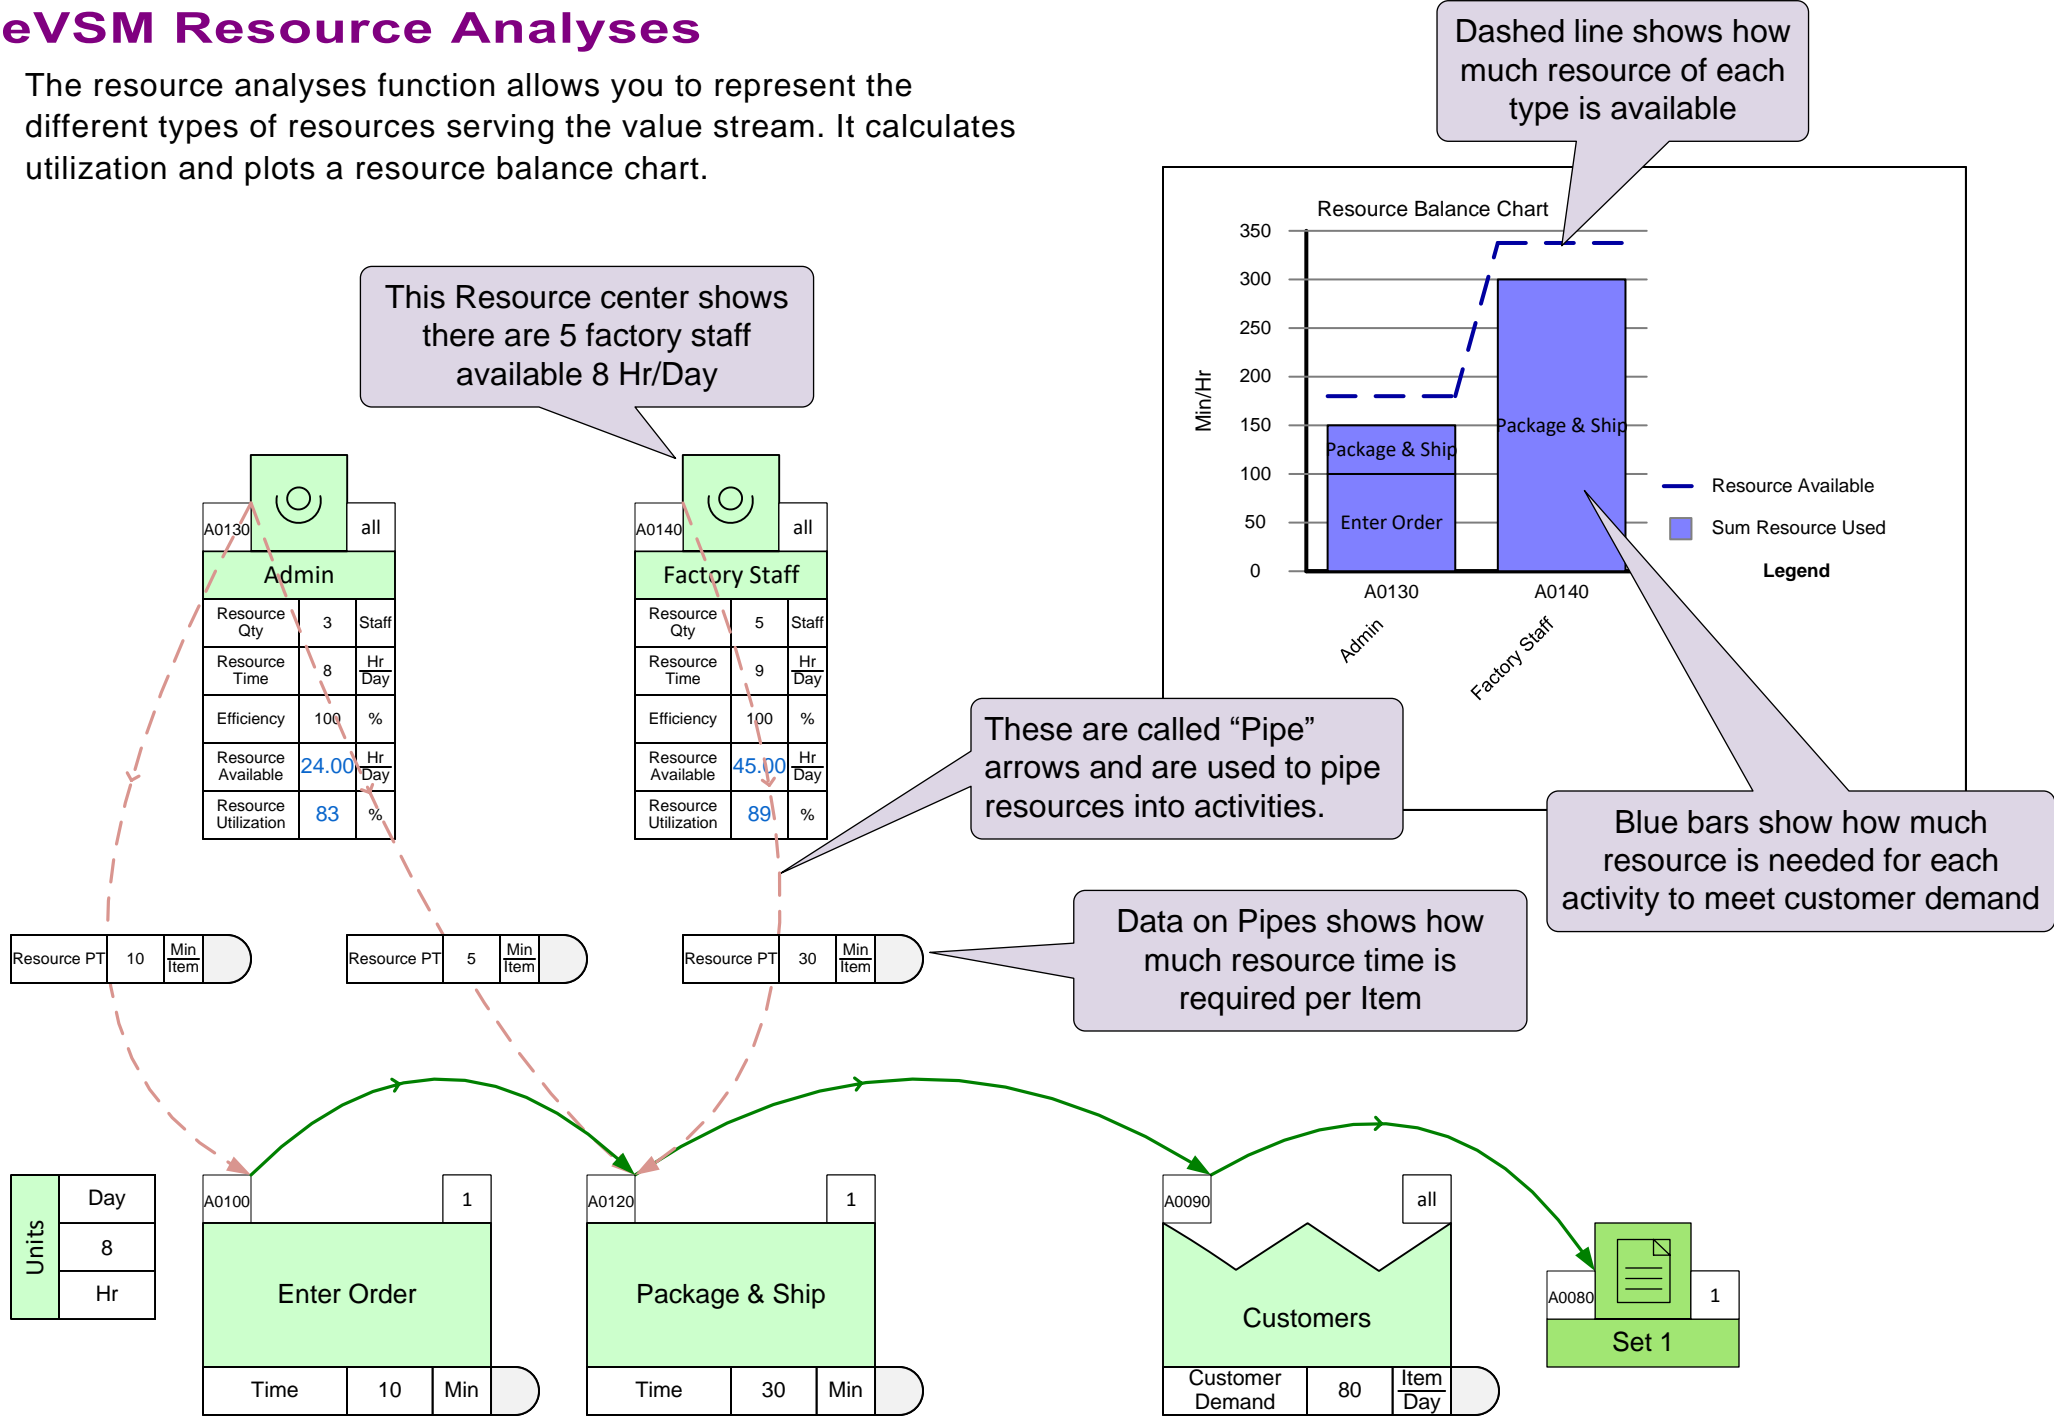 eVSM Resource Analyses
The resource analyses function allows you to represent the
different types of resources serving the value stream. It calculates
utilization and plots a resource balance chart.
Dashed line shows how
much resource of each
type is available
This Resource center shows
there are 5 factory staff
available 8 Hr/Day
Resource Balance Chart
350
300
250
200
150
100
50
0
Min/Hr
Package & Ship
Enter Order
Package & Ship
A0130
A0140
Admin
Factory Staff
Resource Available
Sum Resource Used
Legend
A0130
all
Admin
Resource Qty 3 Staff
Resource Time 8 Hr Day
Efficiency 100 %
Resource Available 24.00 Hr Day
Resource Utilization 83 %
A0140
all
Factory Staff
Resource Qty 5 Staff
Resource Time 9 Hr Day
Efficiency 100 %
Resource Available 45.00 Hr Day
Resource Utilization 89 %
These are called “Pipe”
arrows and are used to pipe
resources into activities.
Blue bars show how much
resource is needed for each
activity to meet customer demand
Data on Pipes shows how
much resource time is
required per Item
Resource PT 10 Min Item
Resource PT 5 Min Item
Resource PT 30 Min Item
Units
Day
8
Hr
A0100
1
Enter Order
Time 10 Min
A0120
1
Package & Ship
Time 30 Min
A0090
all
Customers
Customer Demand 80 Item Day
A0080
1
Set 1